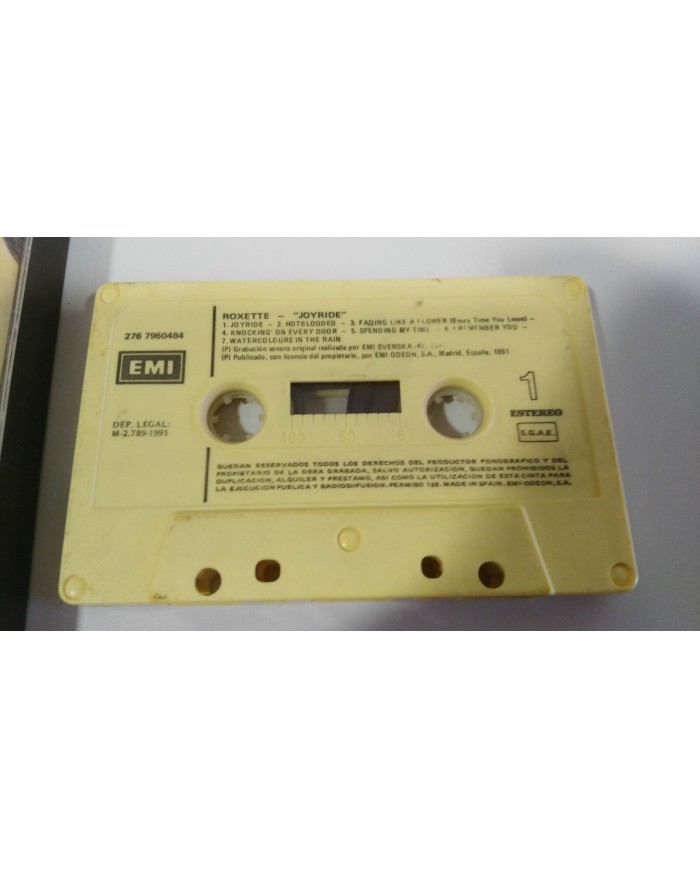 ROXETTE – "JOYRIDE"
1. JOYRIDE – 2. HOTBLOODED – 3. FADING LIKE A FLOWER (Every Time You Leave) –
4. KNOCKING' ON EVERY DOOR – 5. SPENDING MY TIME REMEMBER YOU –
7. WATERCOLOURS IN THE RAIN
(P) Grabación sonora original realizada por EMI SVENSKA
(P) Publicado, con licencia del propietario, por EMI ODEON, S.A., Madrid, España, 1991
276 7960484
EMI
DEP. LEGAL:
M-2.789-1991
1
ESTEREO
S.G.A.E.
100 50 0
QUEDAN RESERVADOS TODOS LOS DERECHOS DEL PRODUCTOR FONOGRAFICO Y DEL
PROPIETARIO DE LA OBRA GRABADA, SALVO AUTORIZACION, QUEDAN PROHIBIDOS LA
DUPLICACION, ALQUILER Y PRESTAMO, ASI COMO LA UTILIZACION DE ESTA CINTA PARA
LA EJECUCION PUBLICA Y RADIODIFUSION. PERMISO 128. MADE IN SPAIN. EMI-ODEON, S.A.